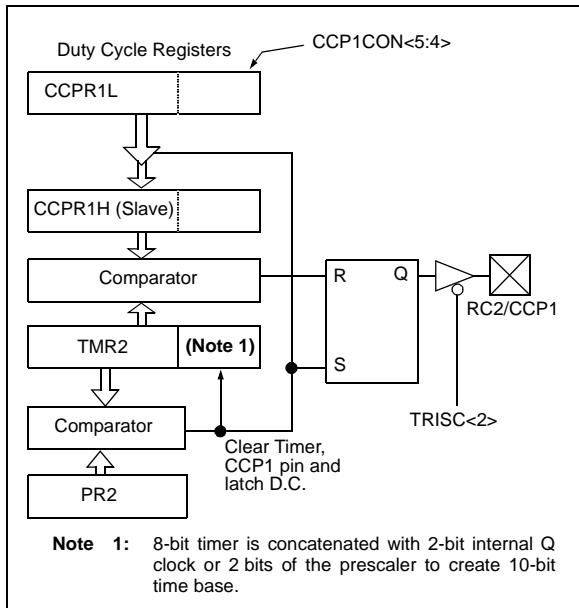 Duty Cycle Registers
CCP1CON<5:4>
CCPR1L
CCPR1H (Slave)
Comparator
R
Q
RC2/CCP1
TMR2
(Note 1)
S
TRISC<2>
Comparator
Clear Timer,
CCP1 pin and
latch D.C.
PR2
Note 1: 8-bit timer is concatenated with 2-bit internal Q
clock or 2 bits of the prescaler to create 10-bit
time base.